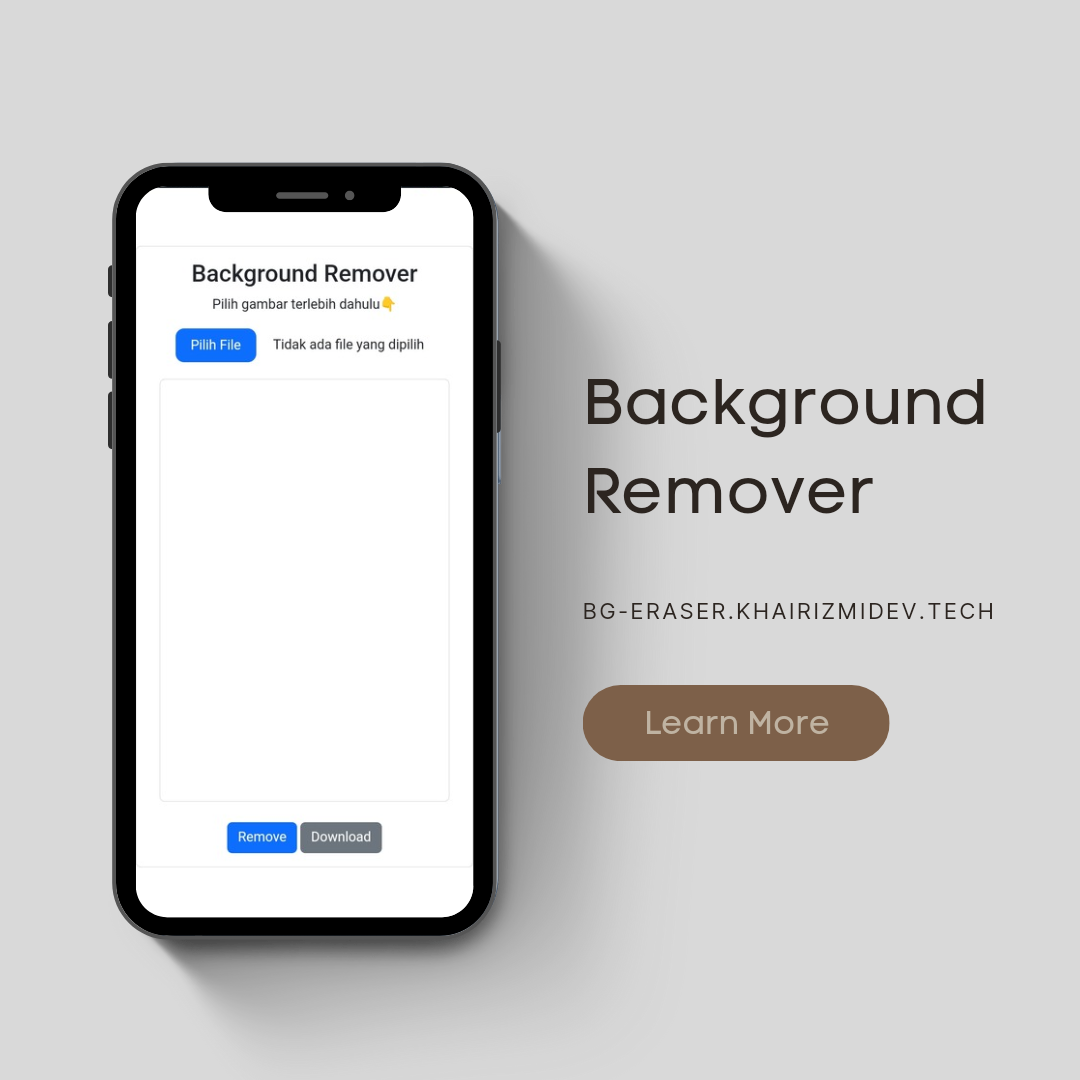 Background Remover
Pilih gambar terlebih dahulu👇
Pilih File Tidak ada file yang dipilih
Remove Download
Background
Remover
BG-ERASER.KHAIRIZMIDEV.TECH
Learn More